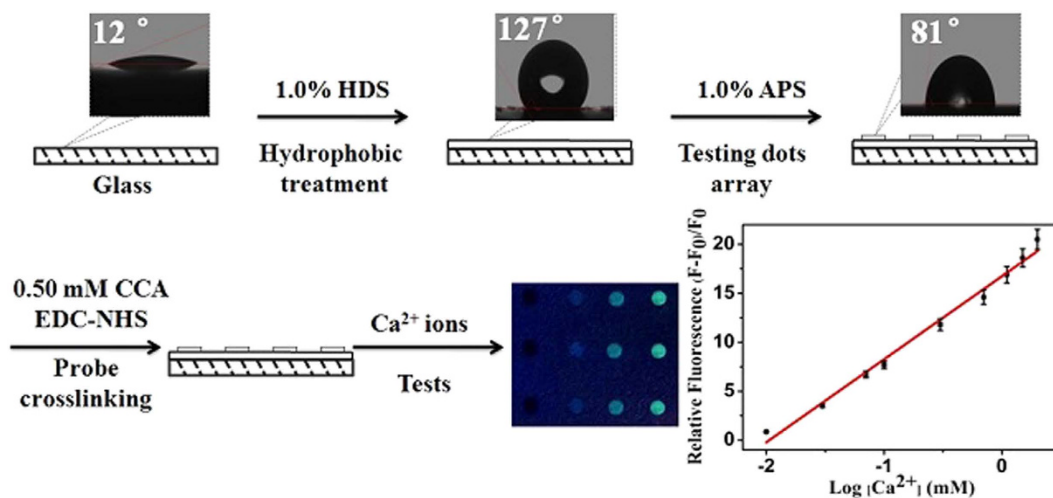 12°
127°
81°
1.0% HDS
1.0% APS
Hydrophobic
treatment
Testing dots
array
Glass
0.50 mM CCA
EDC-NHS
Probe
crosslinking
Ca²⁺ ions
Tests
Relative Fluorescence (F-F₀)/F₀
20
15
10
5
0
-2
-1
0
Log [Ca²⁺] (mM)